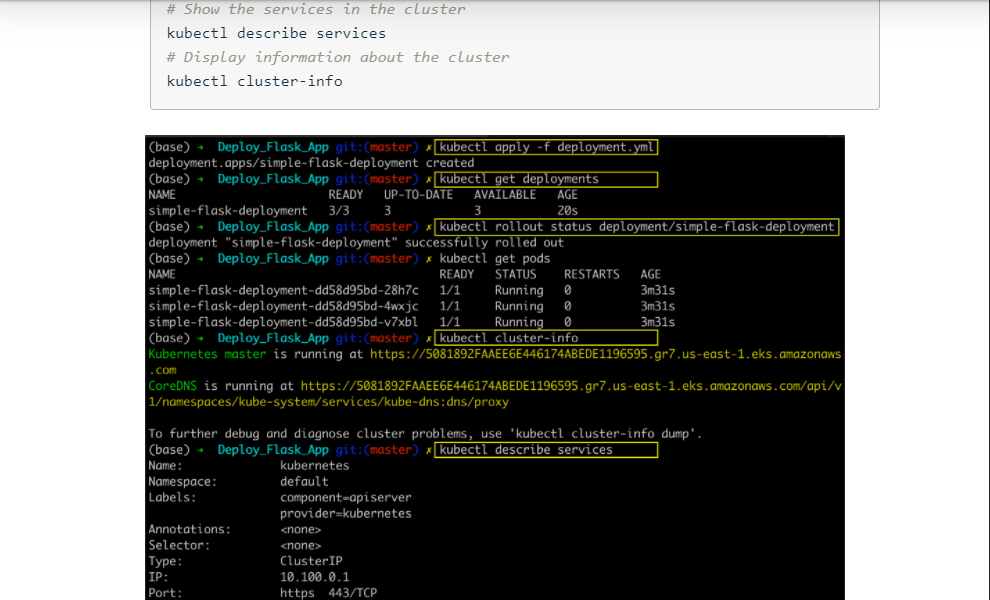 # Show the services in the cluster
kubectl describe services
# Display information about the cluster
kubectl cluster-info
(base) → Deploy_Flask_App git:(master) ✗ kubectl apply -f deployment.yml
deployment.apps/simple-flask-deployment created
(base) → Deploy_Flask_App git:(master) ✗ kubectl get deployments
NAME READY UP-TO-DATE AVAILABLE AGE
simple-flask-deployment 3/3 3 3 20s
(base) → Deploy_Flask_App git:(master) ✗ kubectl rollout status deployment/simple-flask-deployment
deployment "simple-flask-deployment" successfully rolled out
(base) → Deploy_Flask_App git:(master) ✗ kubectl get pods
NAME READY STATUS RESTARTS AGE
simple-flask-deployment-dd58d95bd-28h7c 1/1 Running 0 3m31s
simple-flask-deployment-dd58d95bd-4wxjc 1/1 Running 0 3m31s
simple-flask-deployment-dd58d95bd-v7xbl 1/1 Running 0 3m31s
(base) → Deploy_Flask_App git:(master) ✗ kubectl cluster-info
Kubernetes master is running at https://5081892FAAEE6E446174ABEDE1196595.gr7.us-east-1.eks.amazonaws
.com
CoreDNS is running at https://5081892FAAEE6E446174ABEDE1196595.gr7.us-east-1.eks.amazonaws.com/api/v
1/namespaces/kube-system/services/kube-dns:dns/proxy
To further debug and diagnose cluster problems, use 'kubectl cluster-info dump'.
(base) → Deploy_Flask_App git:(master) ✗ kubectl describe services
Name: kubernetes
Namespace: default
Labels: component=apiserver
provider=kubernetes
Annotations: <none>
Selector: <none>
Type: ClusterIP
IP: 10.100.0.1
Port: https 443/TCP